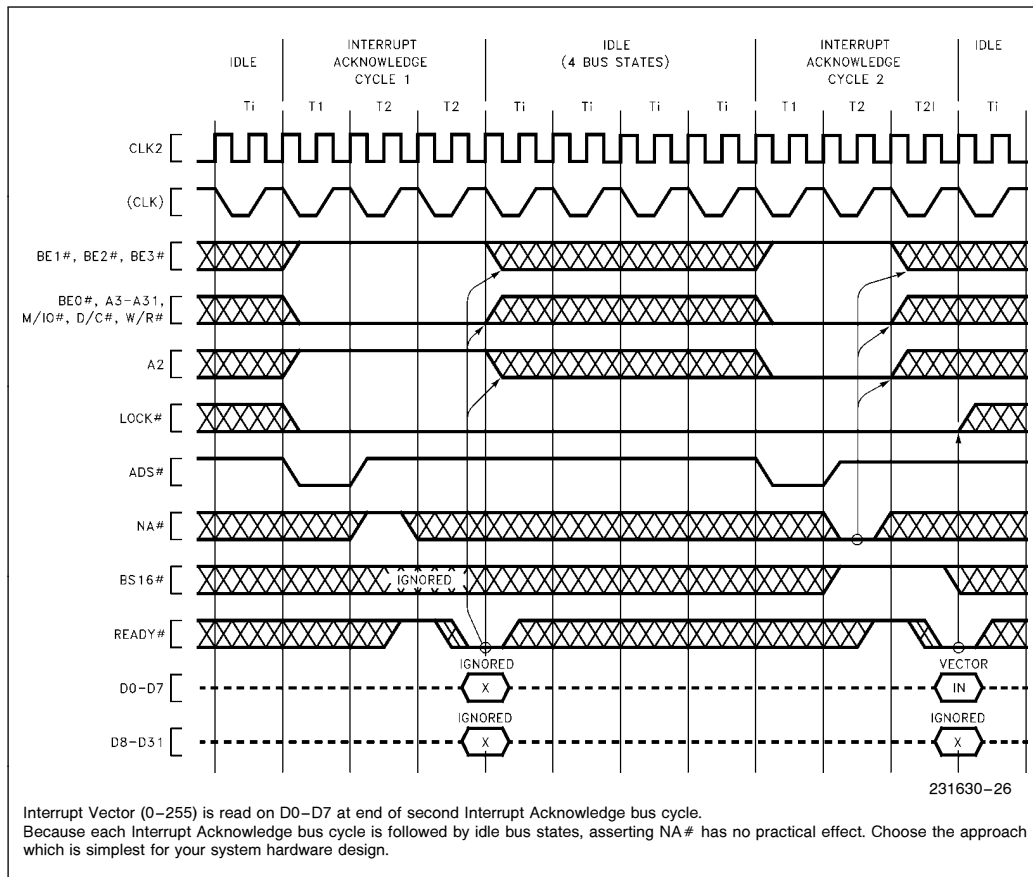 IDLE
INTERRUPT
ACKNOWLEDGE
CYCLE 1
IDLE
(4 BUS STATES)
INTERRUPT
ACKNOWLEDGE
CYCLE 2
IDLE
Ti T1 T2 T2 Ti Ti Ti Ti T1 T2 T2I Ti
CLK2
(CLK)
BE1#, BE2#, BE3#
BE0#, A3-A31,
M/IO#, D/C#, W/R#
A2
LOCK#
ADS#
NA#
BS16#
IGNORED
READY#
IGNORED
VECTOR
D0-D7
X
IN
IGNORED
IGNORED
D8-D31
X
X
231630-26
Interrupt Vector (0-255) is read on D0-D7 at end of second Interrupt Acknowledge bus cycle.
Because each Interrupt Acknowledge bus cycle is followed by idle bus states, asserting NA# has no practical effect. Choose the approach
which is simplest for your system hardware design.